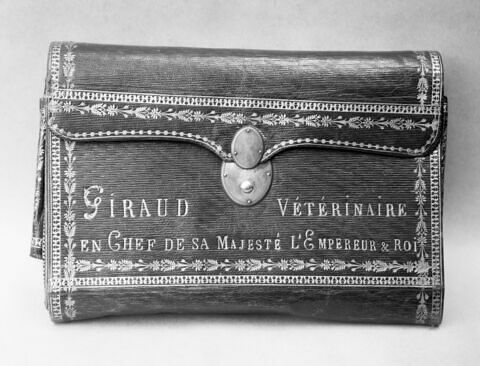 GIRAUD VÉTÉRINAIRE
EN CHEF DE SA MAJESTÉ L'EMPEREUR & ROI